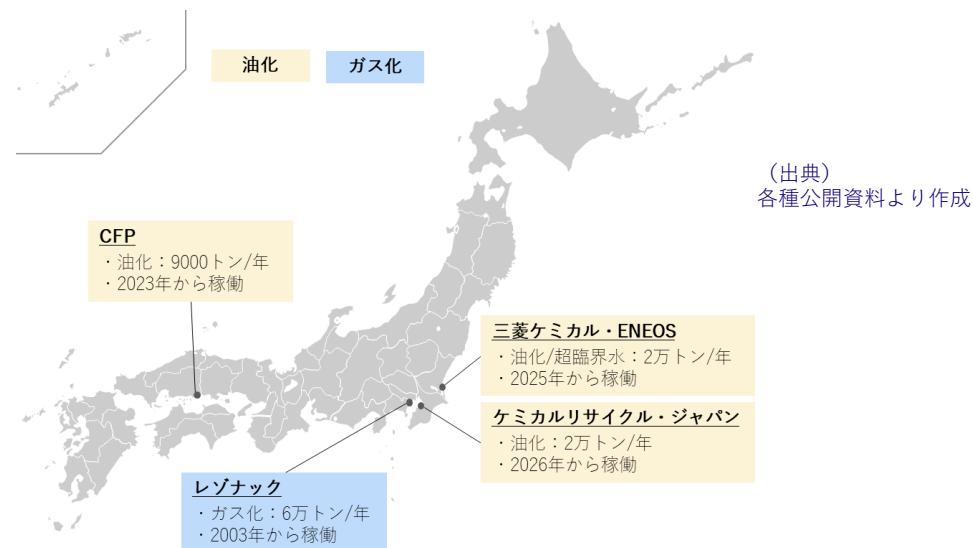 油化
ガス化
（出典）
各種公開資料より作成
CFP
・油化：9000トン/年
・2023年から稼働
三菱ケミカル・ENEOS
・油化/超臨界水：2万トン/年
・2025年から稼働
ケミカルリサイクル・ジャパン
・油化：2万トン/年
・2026年から稼働
レゾナック
・ガス化：6万トン/年
・2003年から稼働